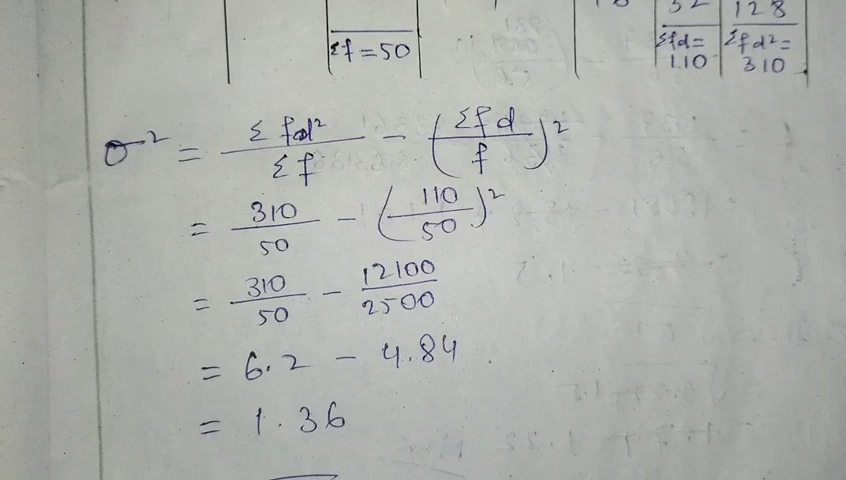 32 128
Σf = 50 Σfd = Σfd² =
110 310
σ² = Σfd²/Σf - (Σfd/f)²
= 310/50 - (110/50)²
= 310/50 - 12100/2500
= 6.2 - 4.84
= 1.36